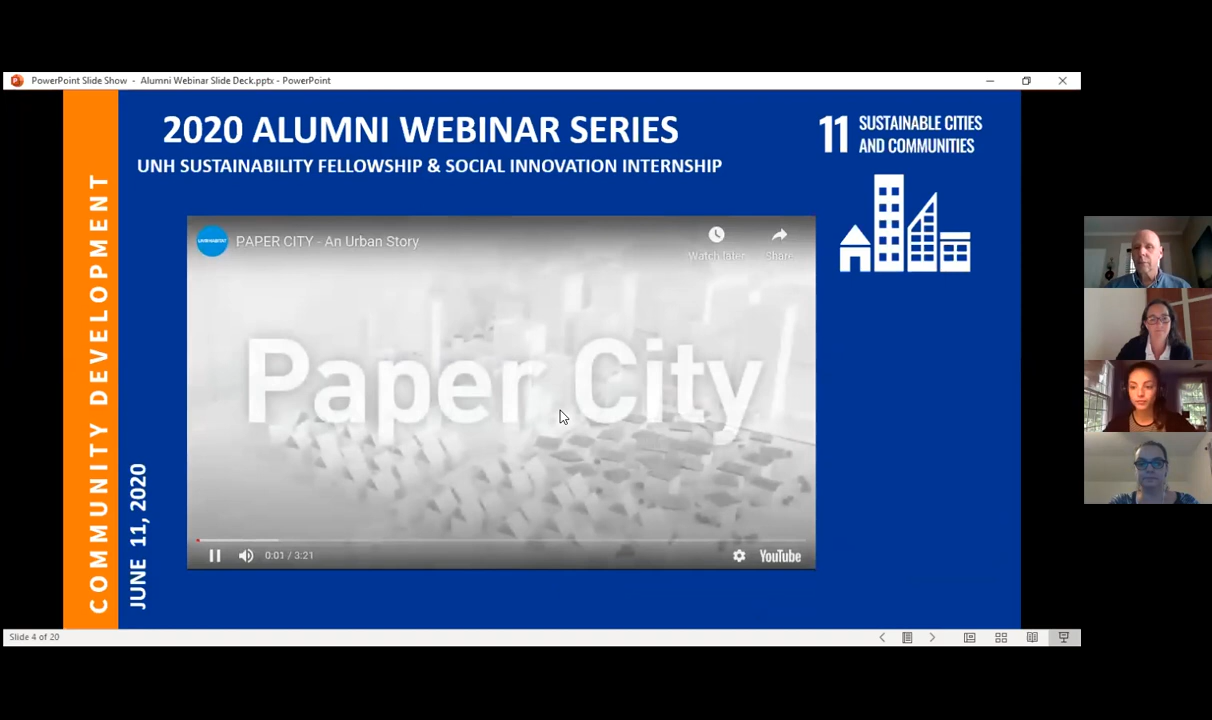 PowerPoint Slide Show - Alumni Webinar Slide Deck.pptx - PowerPoint
2020 ALUMNI WEBINAR SERIES
UNH SUSTAINABILITY FELLOWSHIP & SOCIAL INNOVATION INTERNSHIP
11 SUSTAINABLE CITIES
AND COMMUNITIES
COMMUNITY DEVELOPMENT
JUNE 11, 2020
PAPER CITY - An Urban Story
Watch later
Share
Paper City
0:01 / 3:21
YouTube
Slide 4 of 20